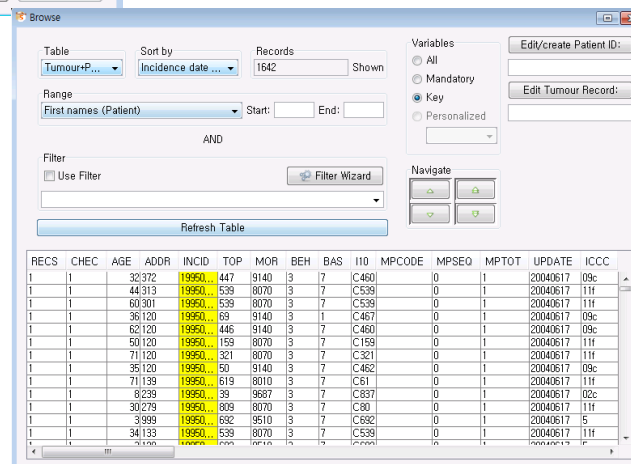 Browse
Table
Tumour+P...
Sort by
Incidence date ...
Records
1642
Shown
Variables
All
Mandatory
Key
Personalized
Edit/create Patient ID:
Edit Tumour Record:
Range
First names (Patient)
Start:
End:
AND
Filter
Use Filter
Filter Wizard
Refresh Table
Navigate
RECS CHEC AGE ADDR INCID TOP MOR BEH BAS I10 MPCODE MPSEQ MPTOT UPDATE ICCC
1 1 32 372 19950,,, 447 9140 3 7 C460 0 1 20040617 09c
1 1 44 313 19950,,, 539 8070 3 7 C539 0 1 20040617 11f
1 1 60 301 19950,,, 539 8070 3 7 C539 0 1 20040617 11f
1 1 36 120 19950,,, 69 9140 3 1 C467 0 1 20040617 09c
1 1 62 120 19950,,, 446 9140 3 7 C460 0 1 20040617 09c
1 1 50 120 19950,,, 159 8070 3 7 C159 0 1 20040617 11f
1 1 71 120 19950,,, 321 8070 3 7 C321 0 1 20040617 11f
1 1 35 120 19950,,, 50 9140 3 7 C462 0 1 20040617 09c
1 1 71 139 19950,,, 619 8010 3 7 C61 0 1 20040617 11f
1 1 8 239 19950,,, 39 9687 3 7 C837 0 1 20040617 02c
1 1 30 279 19950,,, 809 8070 3 7 C80 0 1 20040617 11f
1 1 3 999 19950,,, 692 9510 3 7 C692 0 1 20040617 5
1 1 34 133 19950,,, 539 8070 3 7 C539 0 1 20040617 11f